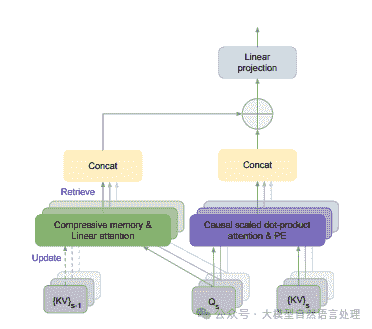 Linear
projection
Concat
Concat
Retrieve
Compressive memory &
Linear attention
Causal scaled dot-product
attention & PE
Update
{KV}s-1
Qs
{KV}s
公众号 · 大模型自然语言处理